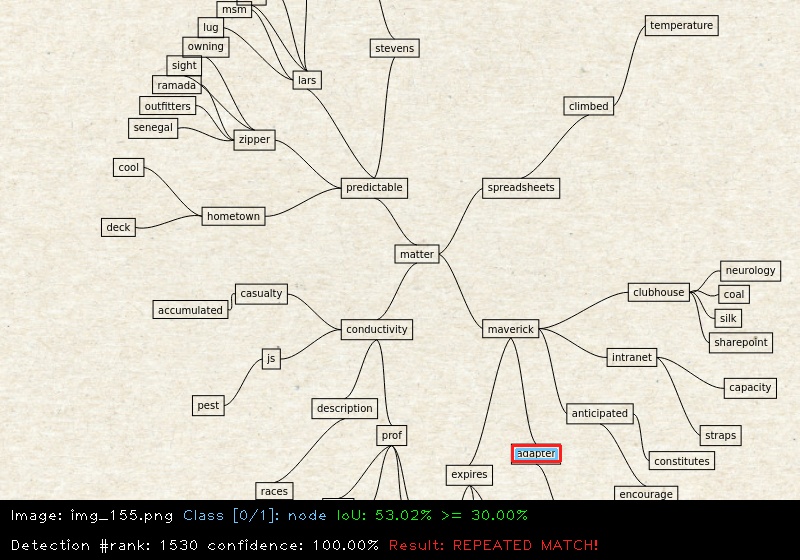 msm
lug
owning
sight
ramada
outfitters
senegal
lars
stevens
zipper
cool
deck
hometown
predictable
temperature
climbed
spreadsheets
matter
casualty
accumulated
js
pest
conductivity
description
prof
races
maverick
clubhouse
neurology
coal
silk
sharepoint
intranet
capacity
straps
anticipated
constitutes
encourage
adapter
expires
Image: img_155.png Class [0/1]: node IoU: 53.02% >= 30.00%
Detection #rank: 1530 confidence: 100.00% Result: REPEATED MATCH!